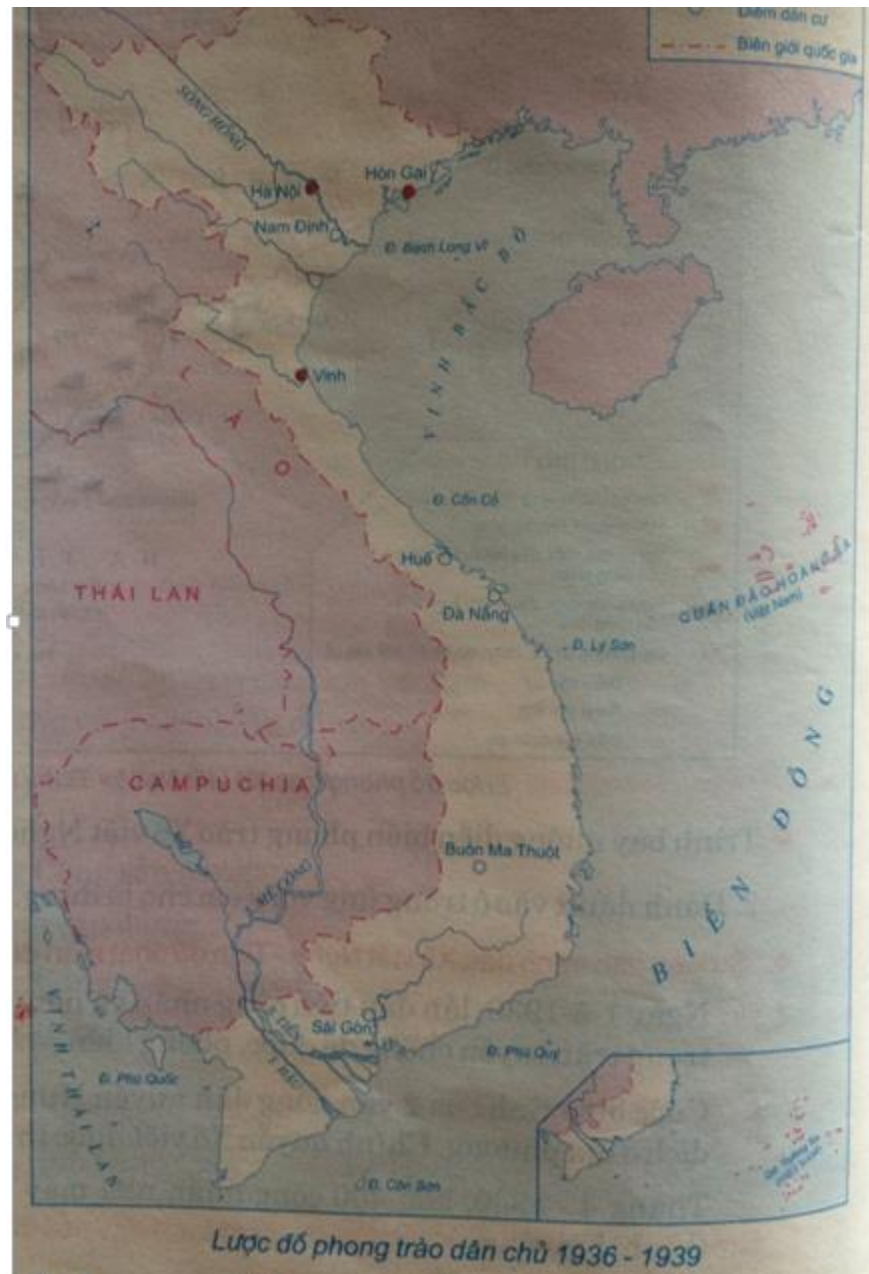 Điểm dân cư
Biên giới quốc gia
SÔNG HỒNG
Hà Nội
Hòn Gai
Nam Định
Đ. Bạch Long Vĩ
VỊNH BẮC BỘ
LÀO
Vinh
Đ. Cồn Cỏ
Huế
THÁI LAN
Đà Nẵng
QUẦN ĐẢO HOÀNG SA
(Việt Nam)
Đ. Lý Sơn
BIỂN ĐÔNG
CAMPUCHIA
Buôn Ma Thuột
S. MÊ CÔNG
Sài Gòn
Đ. Phú Quý
Đ. Phú Quốc
VỊNH THÁI LAN
Đ. Côn Sơn
Lược đồ phong trào dân chủ 1936 - 1939